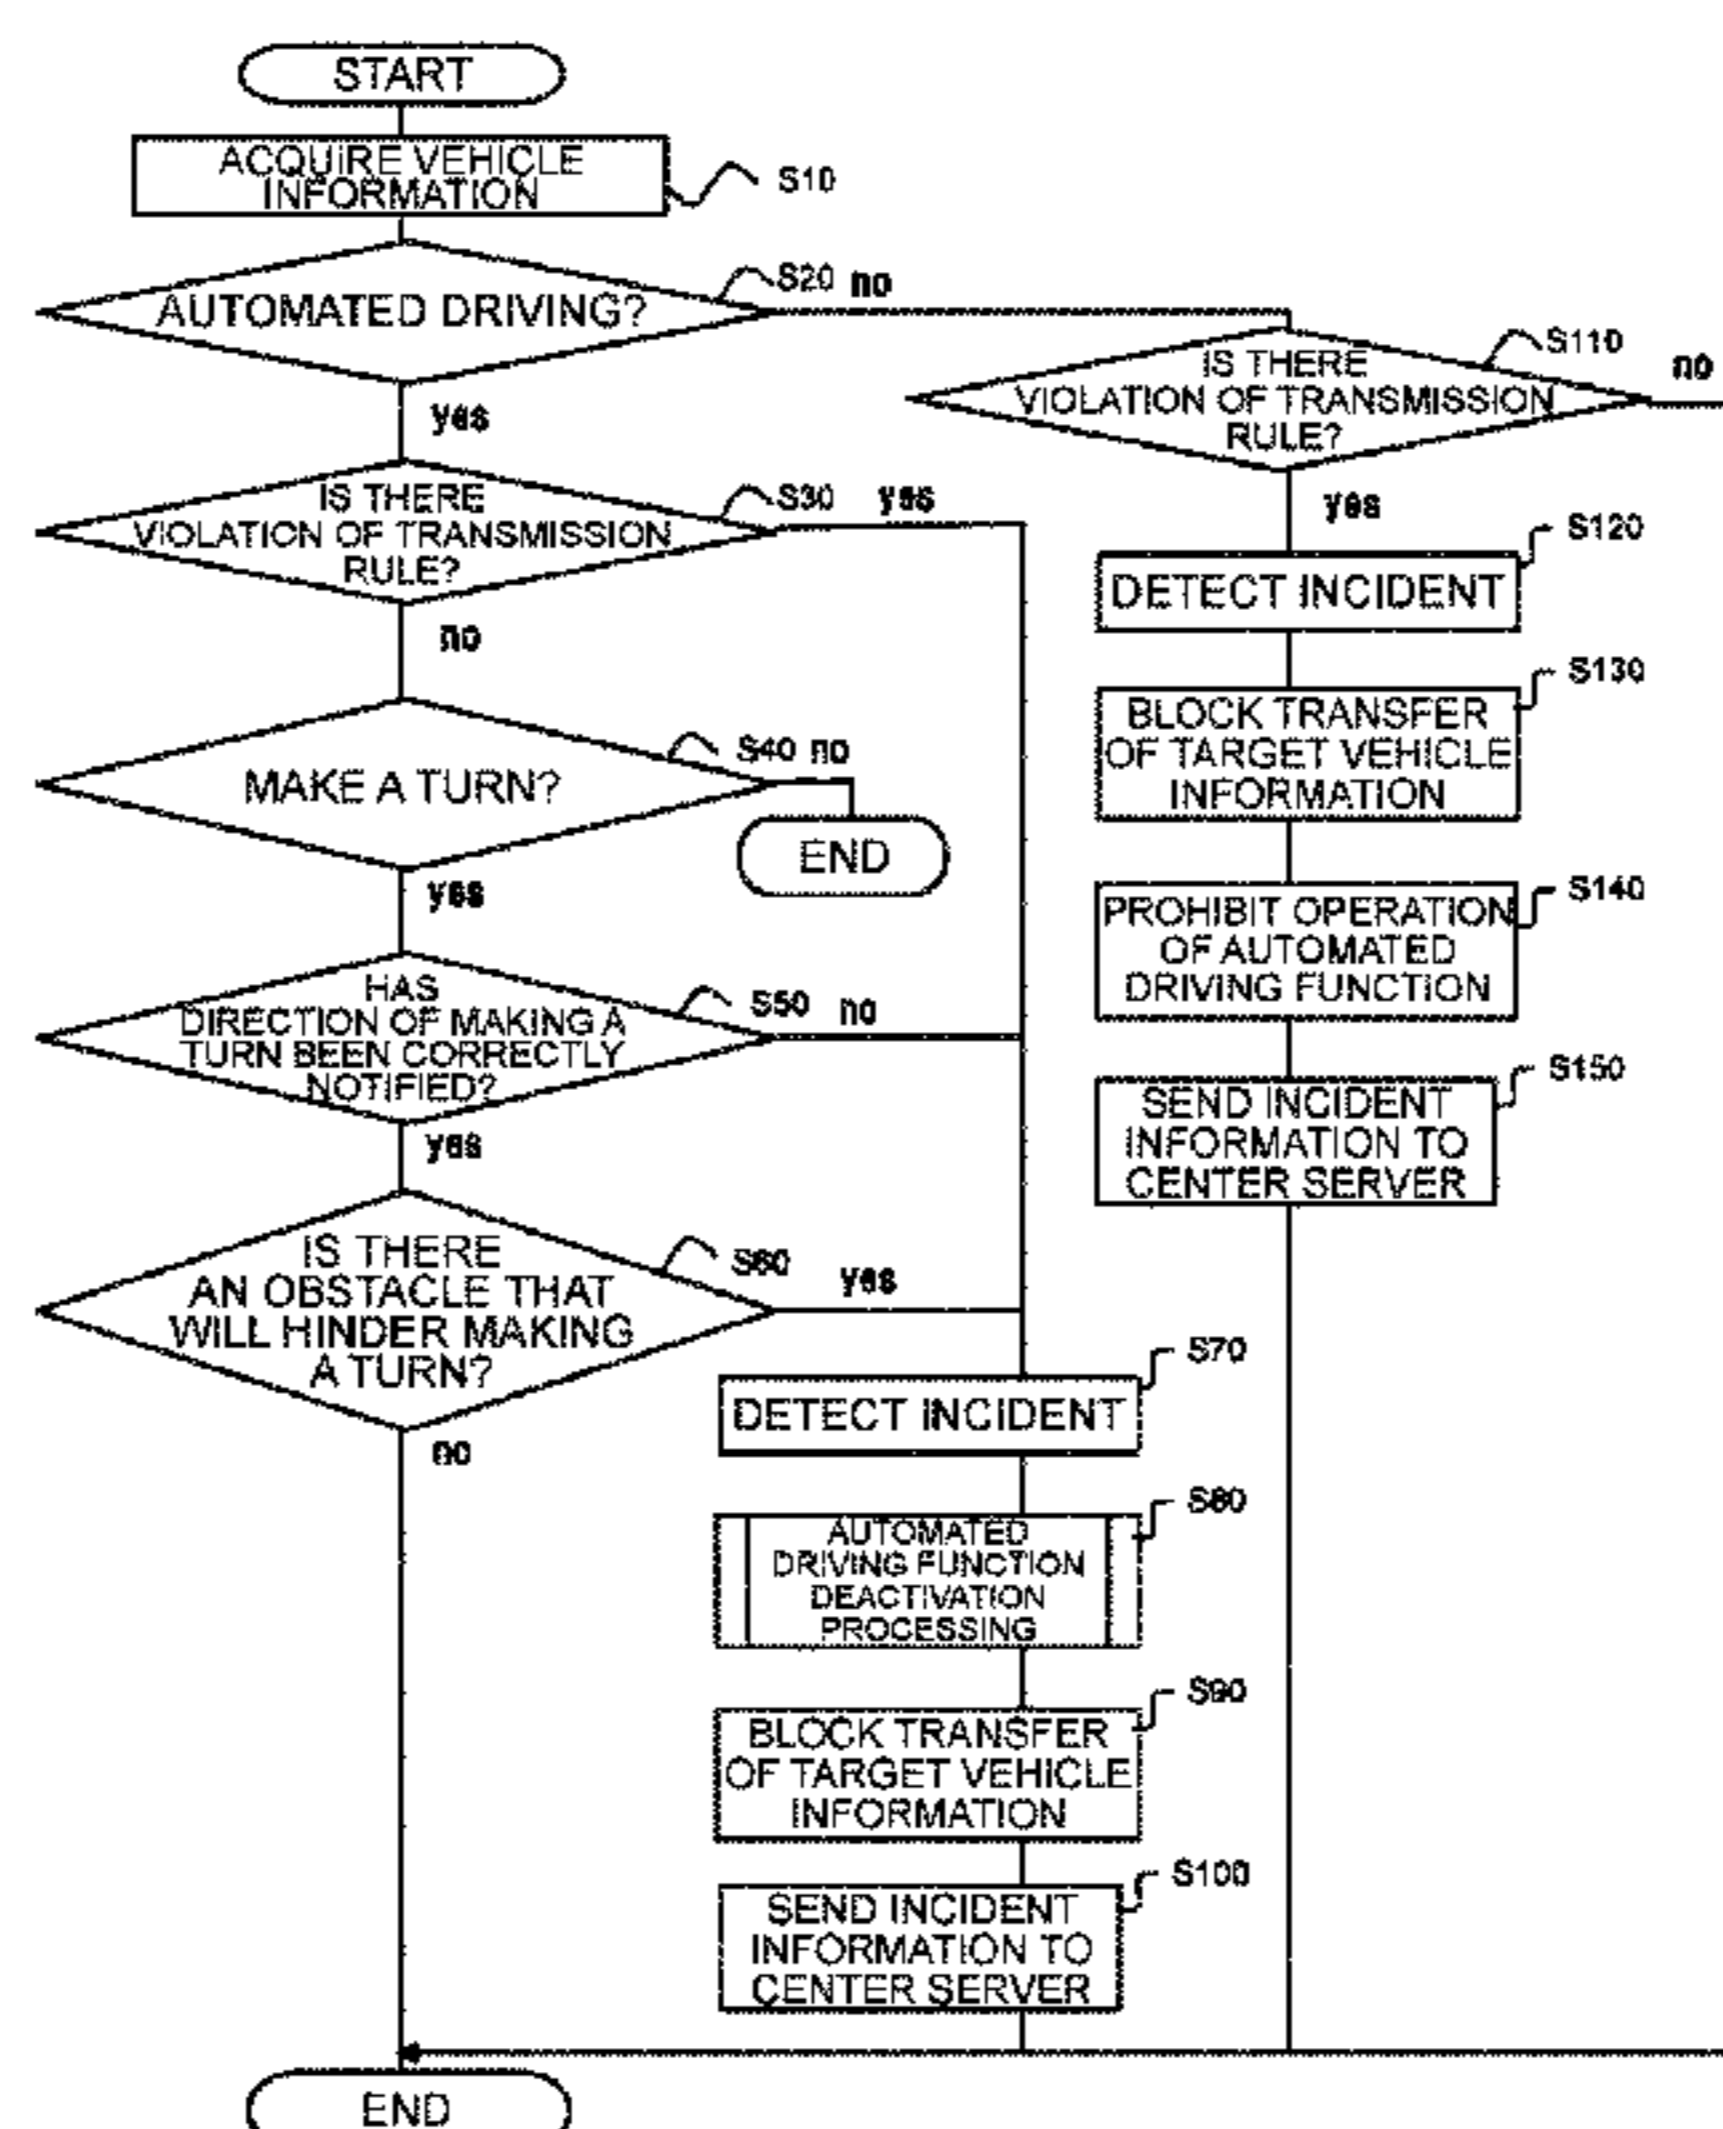 START
ACQUIRE VEHICLE
INFORMATION
S10
AUTOMATED DRIVING?
S20
no
yes
IS THERE
VIOLATION OF TRANSMISSION
RULE?
S30
yes
no
MAKE A TURN?
S40
no
END
yes
HAS
DIRECTION OF MAKING A
TURN BEEN CORRECTLY
NOTIFIED?
S50
no
yes
IS THERE
AN OBSTACLE THAT
WILL HINDER MAKING
A TURN?
S60
yes
no
DETECT INCIDENT
S70
AUTOMATED
DRIVING FUNCTION
DEACTIVATION
PROCESSING
S80
BLOCK TRANSFER
OF TARGET VEHICLE
INFORMATION
S90
SEND INCIDENT
INFORMATION TO
CENTER SERVER
S100
IS THERE
VIOLATION OF TRANSMISSION
RULE?
S110
no
yes
DETECT INCIDENT
S120
BLOCK TRANSFER
OF TARGET VEHICLE
INFORMATION
S130
PROHIBIT OPERATION
OF AUTOMATED
DRIVING FUNCTION
S140
SEND INCIDENT
INFORMATION TO
CENTER SERVER
S150
END